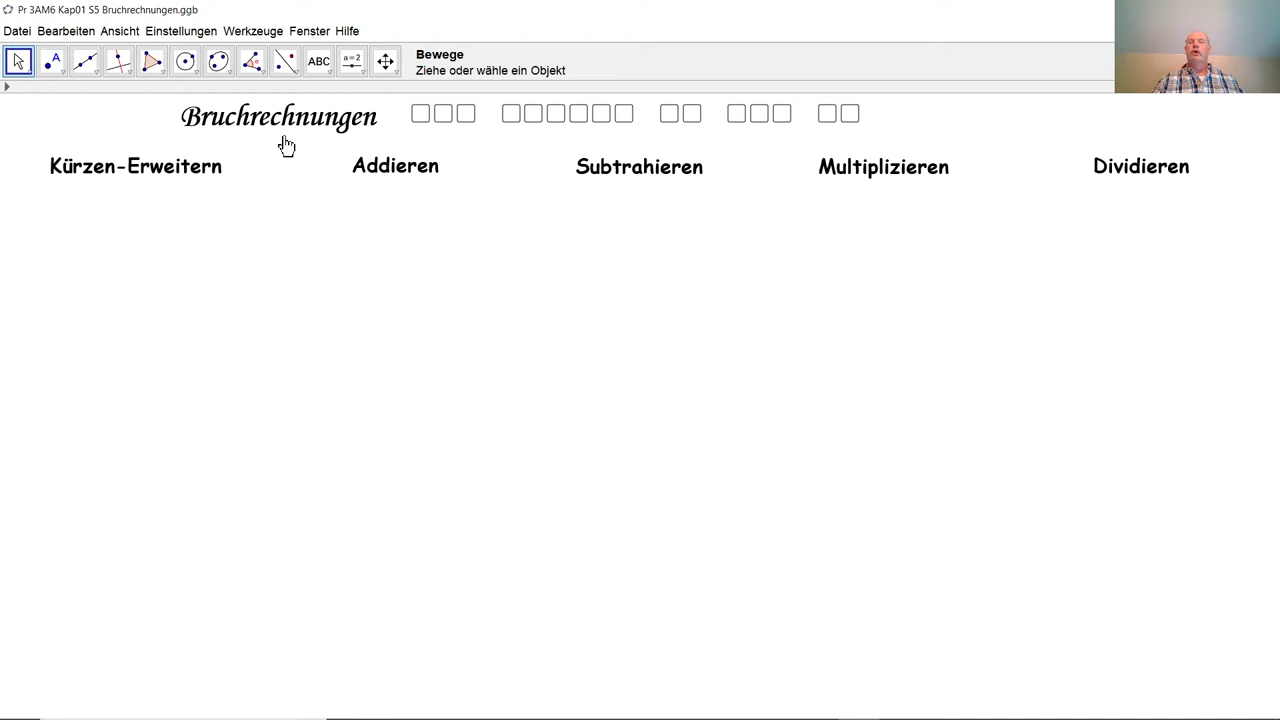 Pr 3AM6 Kap01 S5 Bruchrechnungen.ggb
Datei Bearbeiten Ansicht Einstellungen Werkzeuge Fenster Hilfe
A
ABC
a=2
Bewege
Ziehe oder wähle ein Objekt
Bruchrechnungen
Kürzen-Erweitern Addieren Subtrahieren Multiplizieren Dividieren